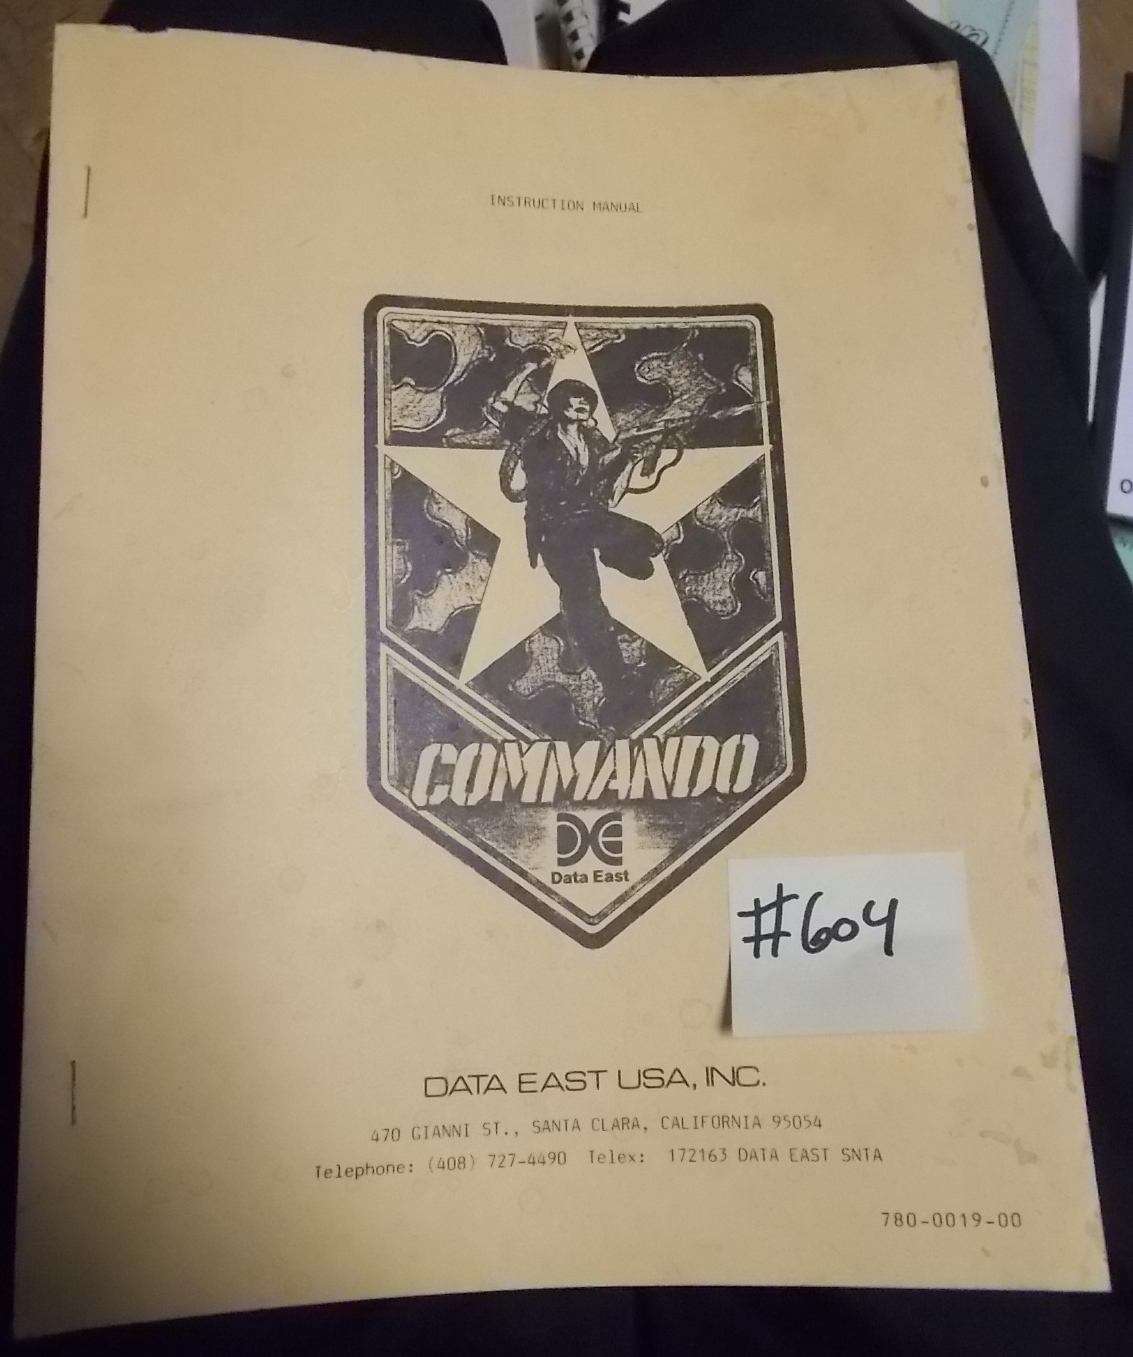 INSTRUCTION MANUAL
COMMANDO
DE
Data East
#604
DATA EAST USA, INC.
470 GIANNI ST., SANTA CLARA, CALIFORNIA 95054
Telephone: (408) 727-4490 Telex: 172163 DATA EAST SNTA
780-0019-00